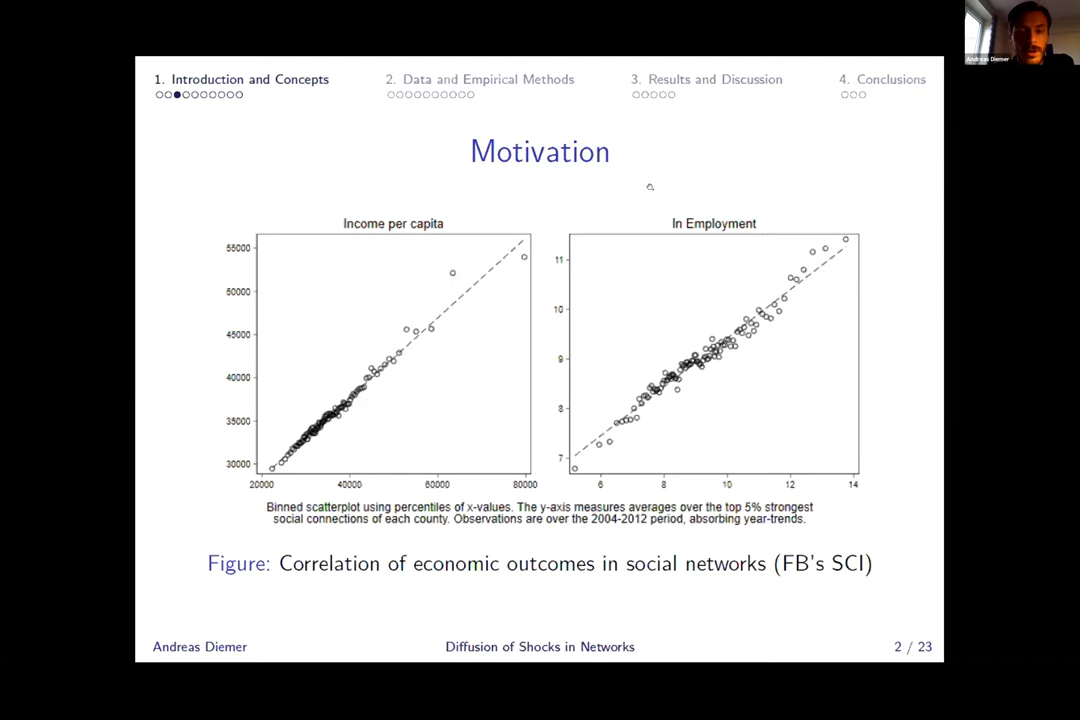 Andreas Diemer
1. Introduction and Concepts
2. Data and Empirical Methods
3. Results and Discussion
4. Conclusions
Motivation
Income per capita
55000
50000
45000
40000
35000
30000
20000
40000
60000
80000
ln Employment
11
10
9
8
7
6
8
10
12
14
Binned scatterplot using percentiles of x-values. The y-axis measures averages over the top 5% strongest
social connections of each county. Observations are over the 2004-2012 period, absorbing year-trends.
Figure: Correlation of economic outcomes in social networks (FB's SCI)
Andreas Diemer
Diffusion of Shocks in Networks
2 / 23